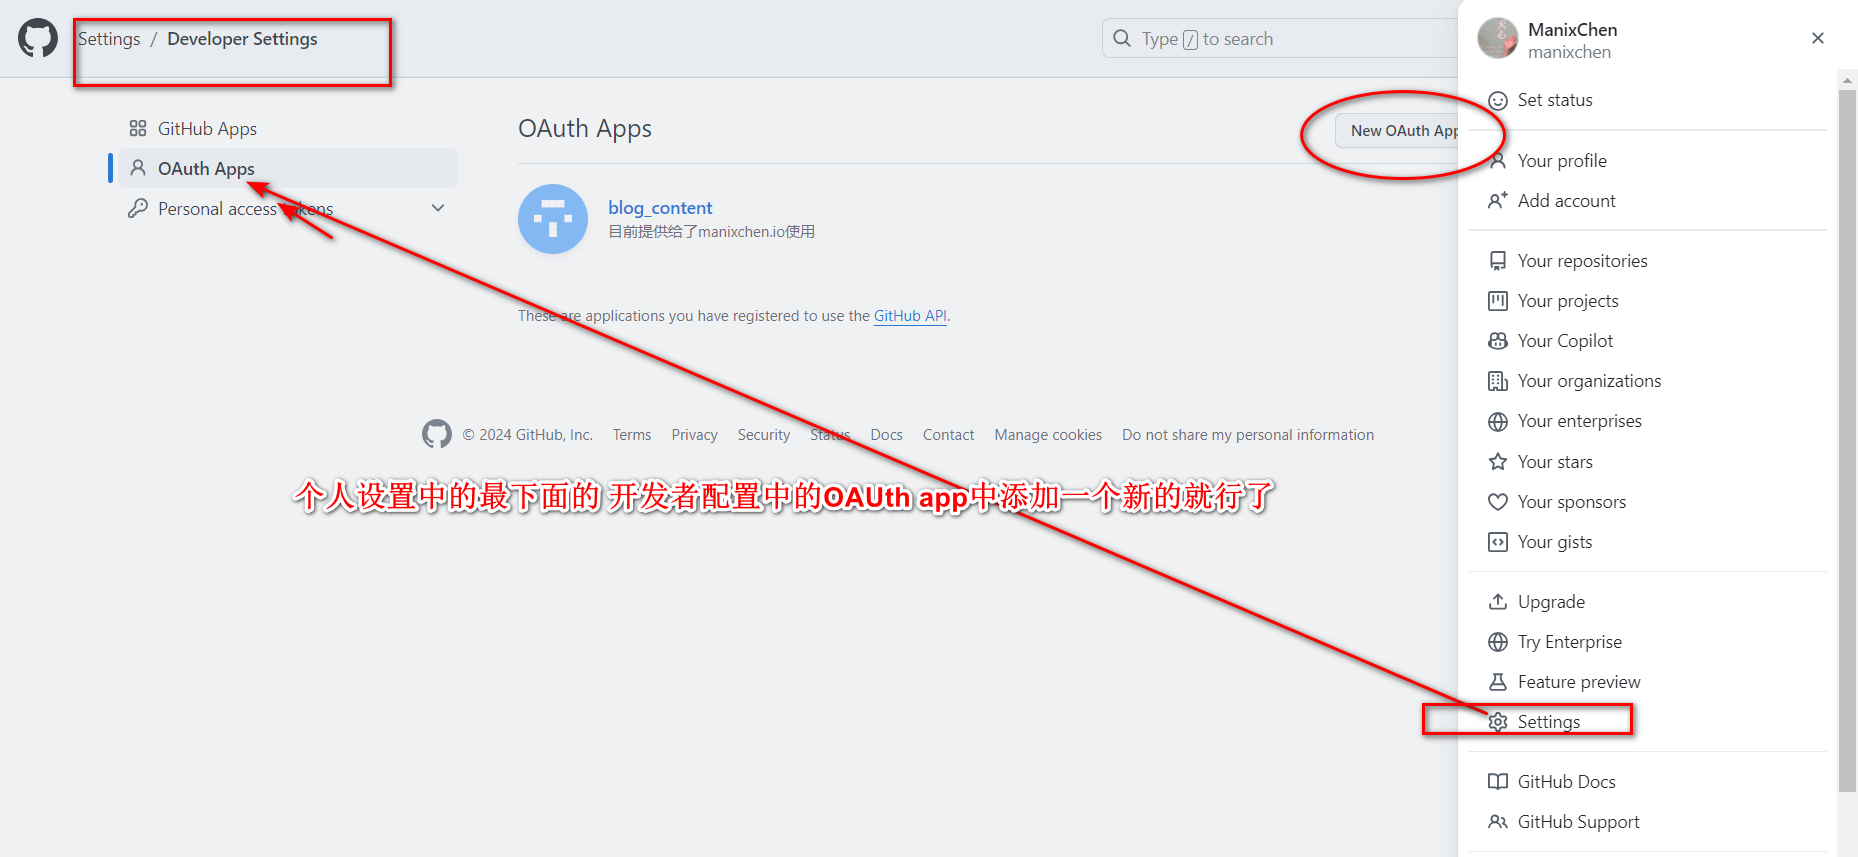 Settings / Developer Settings
Type / to search
GitHub Apps
OAuth Apps
Personal access tokens
OAuth Apps
New OAuth App
blog_content
目前提供给了manixchen.io使用
These are applications you have registered to use the GitHub API.
© 2024 GitHub, Inc. Terms Privacy Security Status Docs Contact Manage cookies Do not share my personal information
个人设置中的最下面的 开发者配置中的OAUth app中添加一个新的就行了
ManixChen
manixchen
Set status
Your profile
Add account
Your repositories
Your projects
Your Copilot
Your organizations
Your enterprises
Your stars
Your sponsors
Your gists
Upgrade
Try Enterprise
Feature preview
Settings
GitHub Docs
GitHub Support